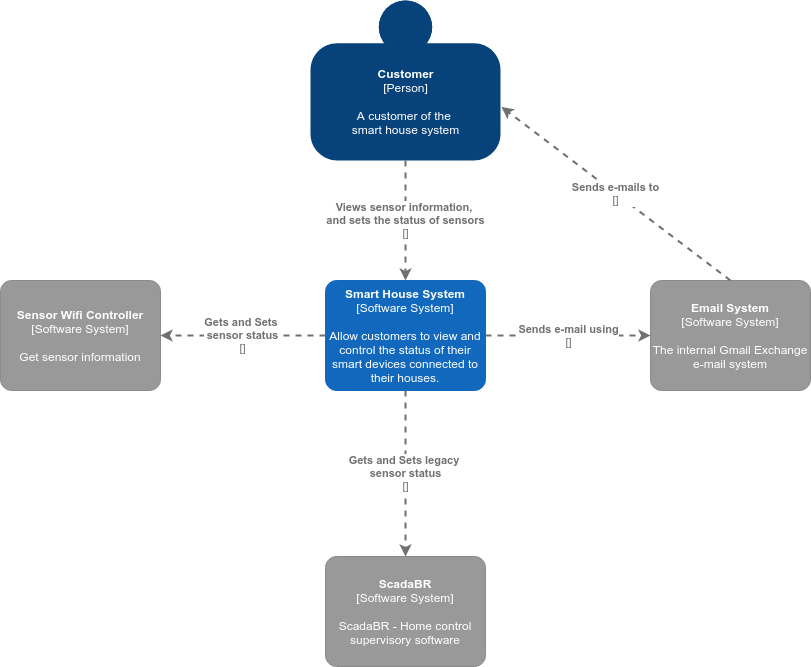 Customer
[Person]
A customer of the
smart house system
Sends e-mails to
[]
Views sensor information,
and sets the status of sensors
[]
Sensor Wifi Controller
[Software System]
Get sensor information
Gets and Sets
sensor status
[]
Smart House System
[Software System]
Allow customers to view and
control the status of their
smart devices connected to
their houses.
Sends e-mail using
[]
Email System
[Software System]
The internal Gmail Exchange
e-mail system
Gets and Sets legacy
sensor status
[]
ScadaBR
[Software System]
ScadaBR - Home control
supervisory software